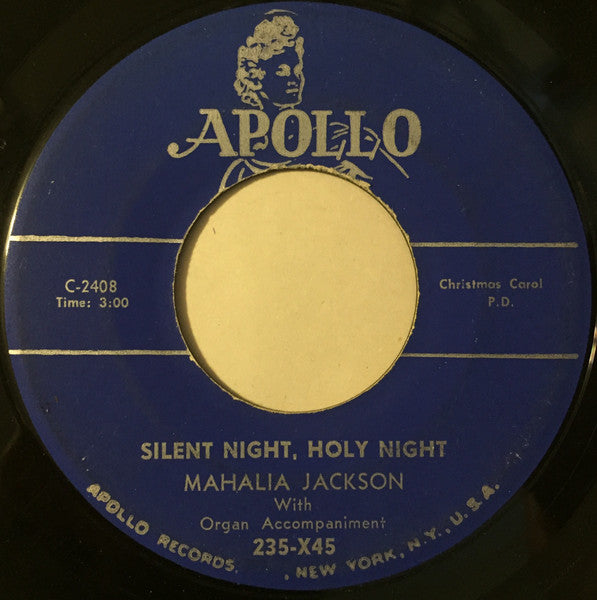 APOLLO
C-2408
Time: 3:00
Christmas Carol
P.D.
SILENT NIGHT, HOLY NIGHT
MAHALIA JACKSON
With
Organ Accompaniment
235-X45
APOLLO RECORDS, , NEW YORK, N.Y., U.S.A.